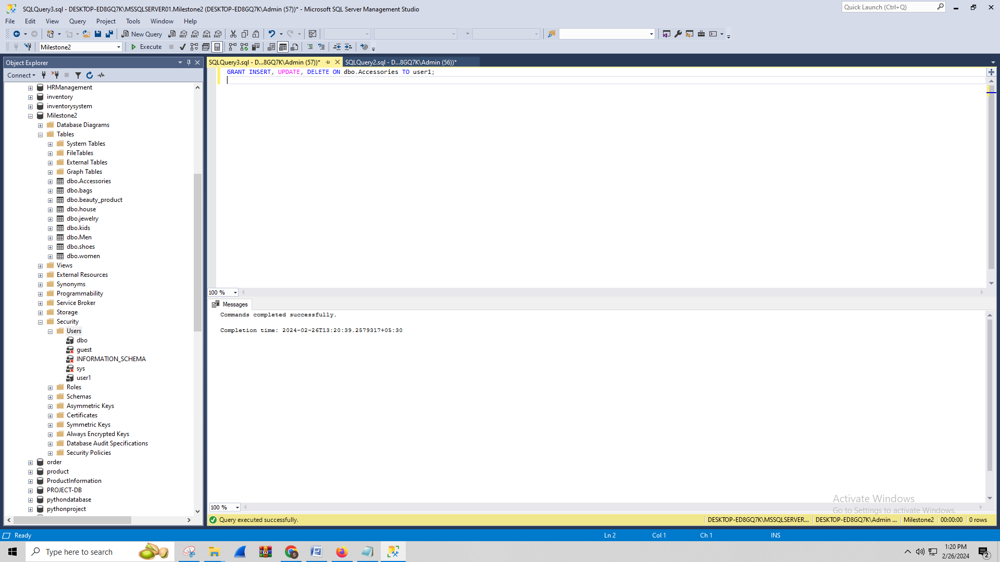 SQLQuery3.sql - DESKTOP-ED8GQ7K\MSSQLSERVER01.Milestone2 (DESKTOP-ED8GQ7K\Admin (57))* - Microsoft SQL Server Management Studio
Quick Launch (Ctrl+Q)
File Edit View Query Project Tools Window Help
New Query
MDX DMX XMLA DAX
Milestone2
Execute
Object Explorer
SQLQuery3.sql - D...8GQ7K\Admin (57))*
SQLQuery2.sql - D...8GQ7K\Admin (56))*
Connect
GRANT INSERT, UPDATE, DELETE ON dbo.Accessories TO user1;
HRManagement
inventory
inventorysystem
Milestone2
Database Diagrams
Tables
System Tables
FileTables
External Tables
Graph Tables
dbo.Accessories
dbo.bags
dbo.beauty_product
dbo.house
dbo.jewelry
dbo.kids
dbo.Men
dbo.shoes
dbo.women
Views
External Resources
Synonyms
Programmability
Service Broker
Storage
Security
Users
dbo
guest
INFORMATION_SCHEMA
sys
user1
Roles
Schemas
Asymmetric Keys
Certificates
Symmetric Keys
Always Encrypted Keys
Database Audit Specifications
Security Policies
order
product
ProductInformation
PROJECT-DB
pythondatabase
pythonproject
100 %
Messages
Commands completed successfully.
Completion time: 2024-02-26T13:20:39.2579317+05:30
100 %
Activate Windows
Go to Settings to activate Windows.
Query executed successfully.
DESKTOP-ED8GQ7K\MSSQLSERVER... DESKTOP-ED8GQ7K\Admin ... Milestone2 00:00:00 0 rows
Ready
Ln 2 Col 1 Ch 1 INS
Type here to search
1:20 PM
2/26/2024
2